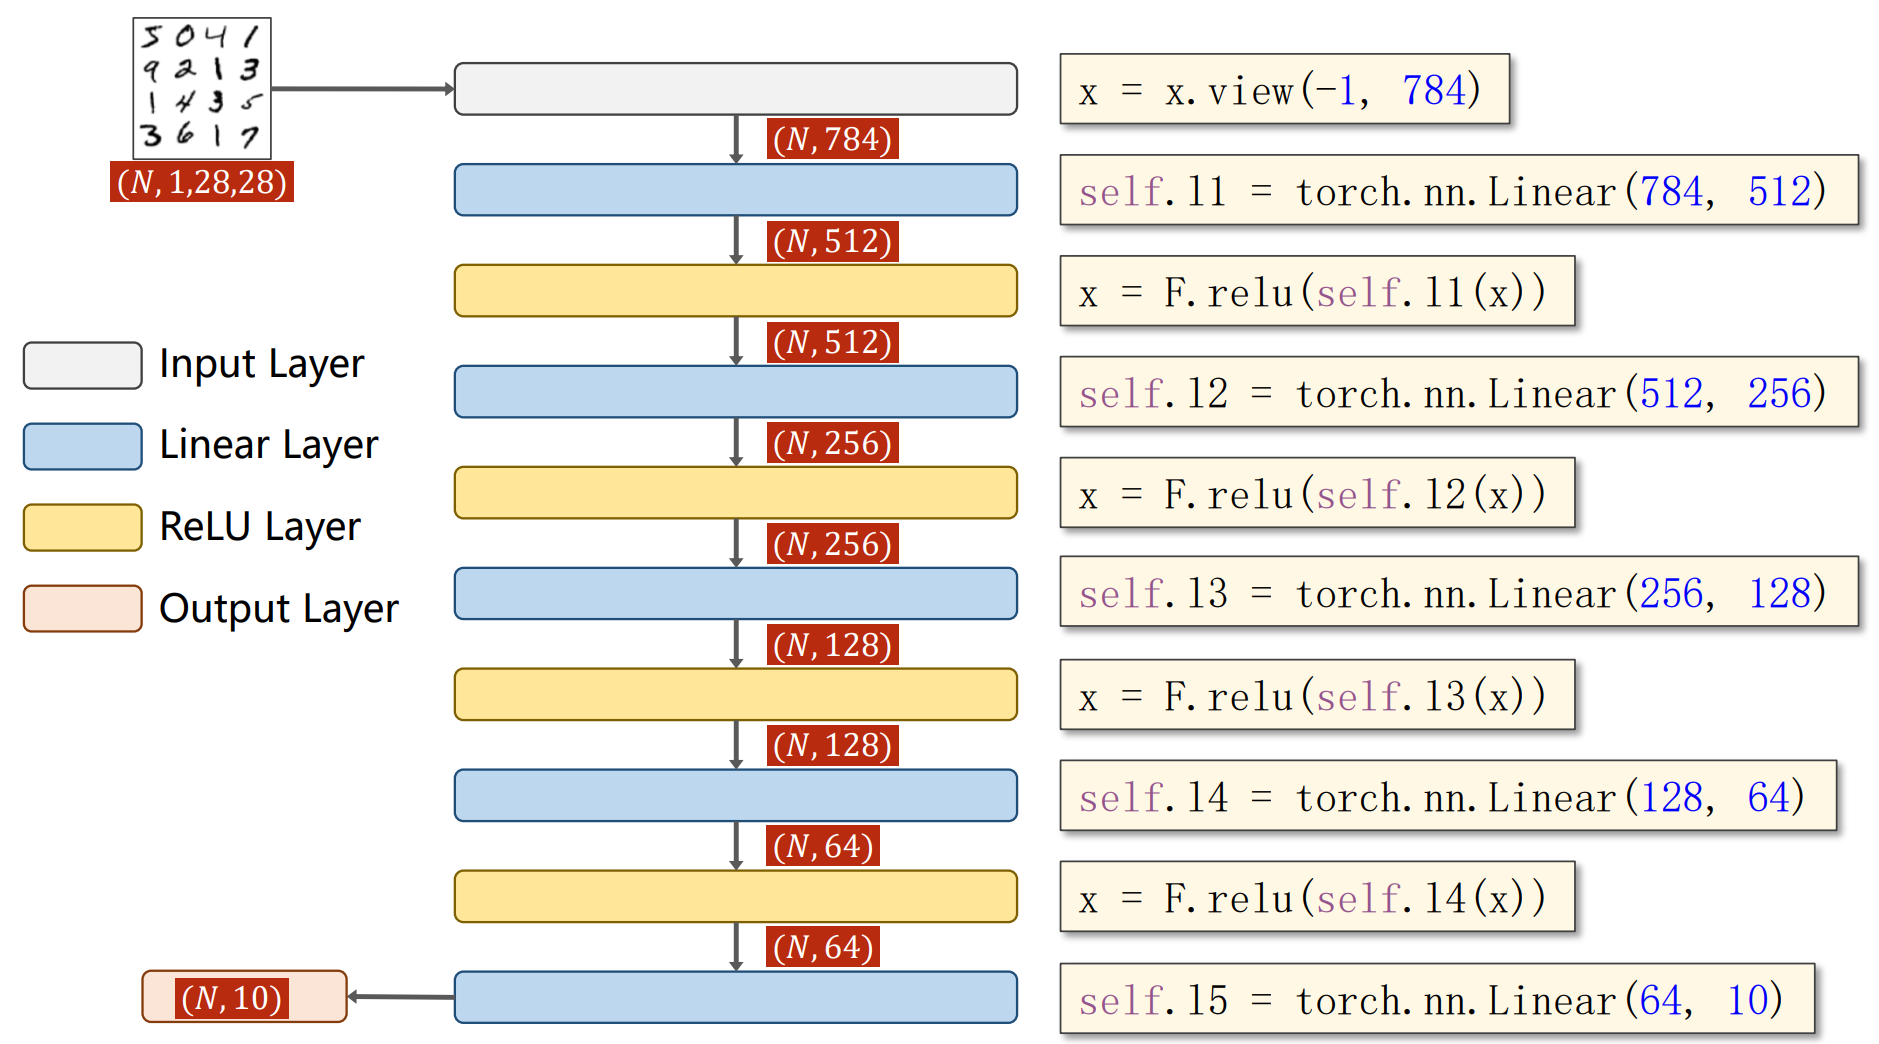 5 0 4 1
9 2 1 3
1 4 3 5
3 6 1 7
(N, 1,28,28)
x = x.view(-1, 784)
(N, 784)
self.l1 = torch.nn.Linear(784, 512)
(N, 512)
x = F.relu(self.l1(x))
(N, 512)
self.l2 = torch.nn.Linear(512, 256)
(N, 256)
x = F.relu(self.l2(x))
(N, 256)
self.l3 = torch.nn.Linear(256, 128)
(N, 128)
x = F.relu(self.l3(x))
(N, 128)
self.l4 = torch.nn.Linear(128, 64)
(N, 64)
x = F.relu(self.l4(x))
(N, 64)
self.l5 = torch.nn.Linear(64, 10)
(N, 10)
Input Layer
Linear Layer
ReLU Layer
Output Layer